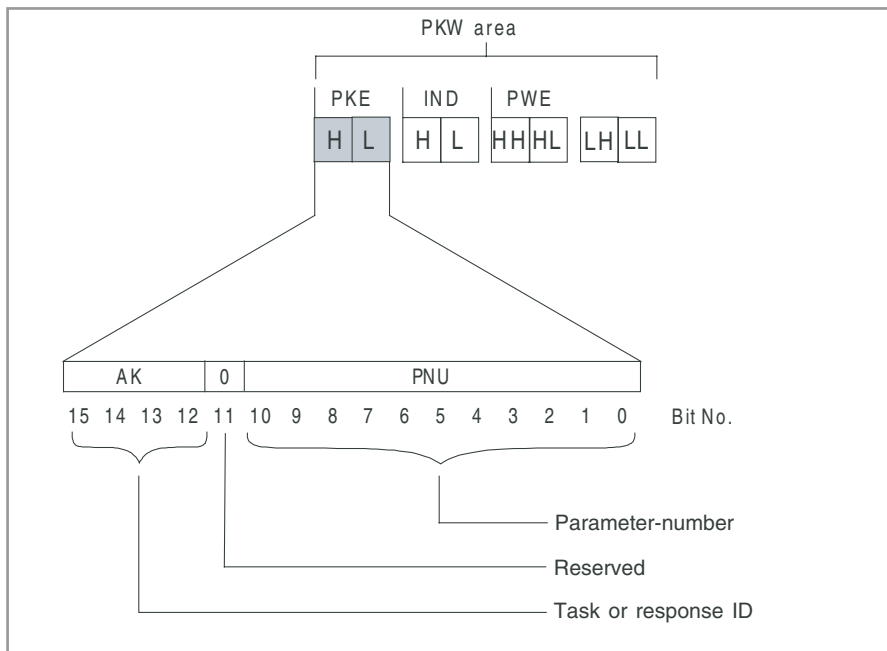 PKW area
PKE IND PWE
H L H L HH HL LH LL
AK 0 PNU
15 14 13 12 11 10 9 8 7 6 5 4 3 2 1 0 Bit No.
Parameter-number
Reserved
Task or response ID